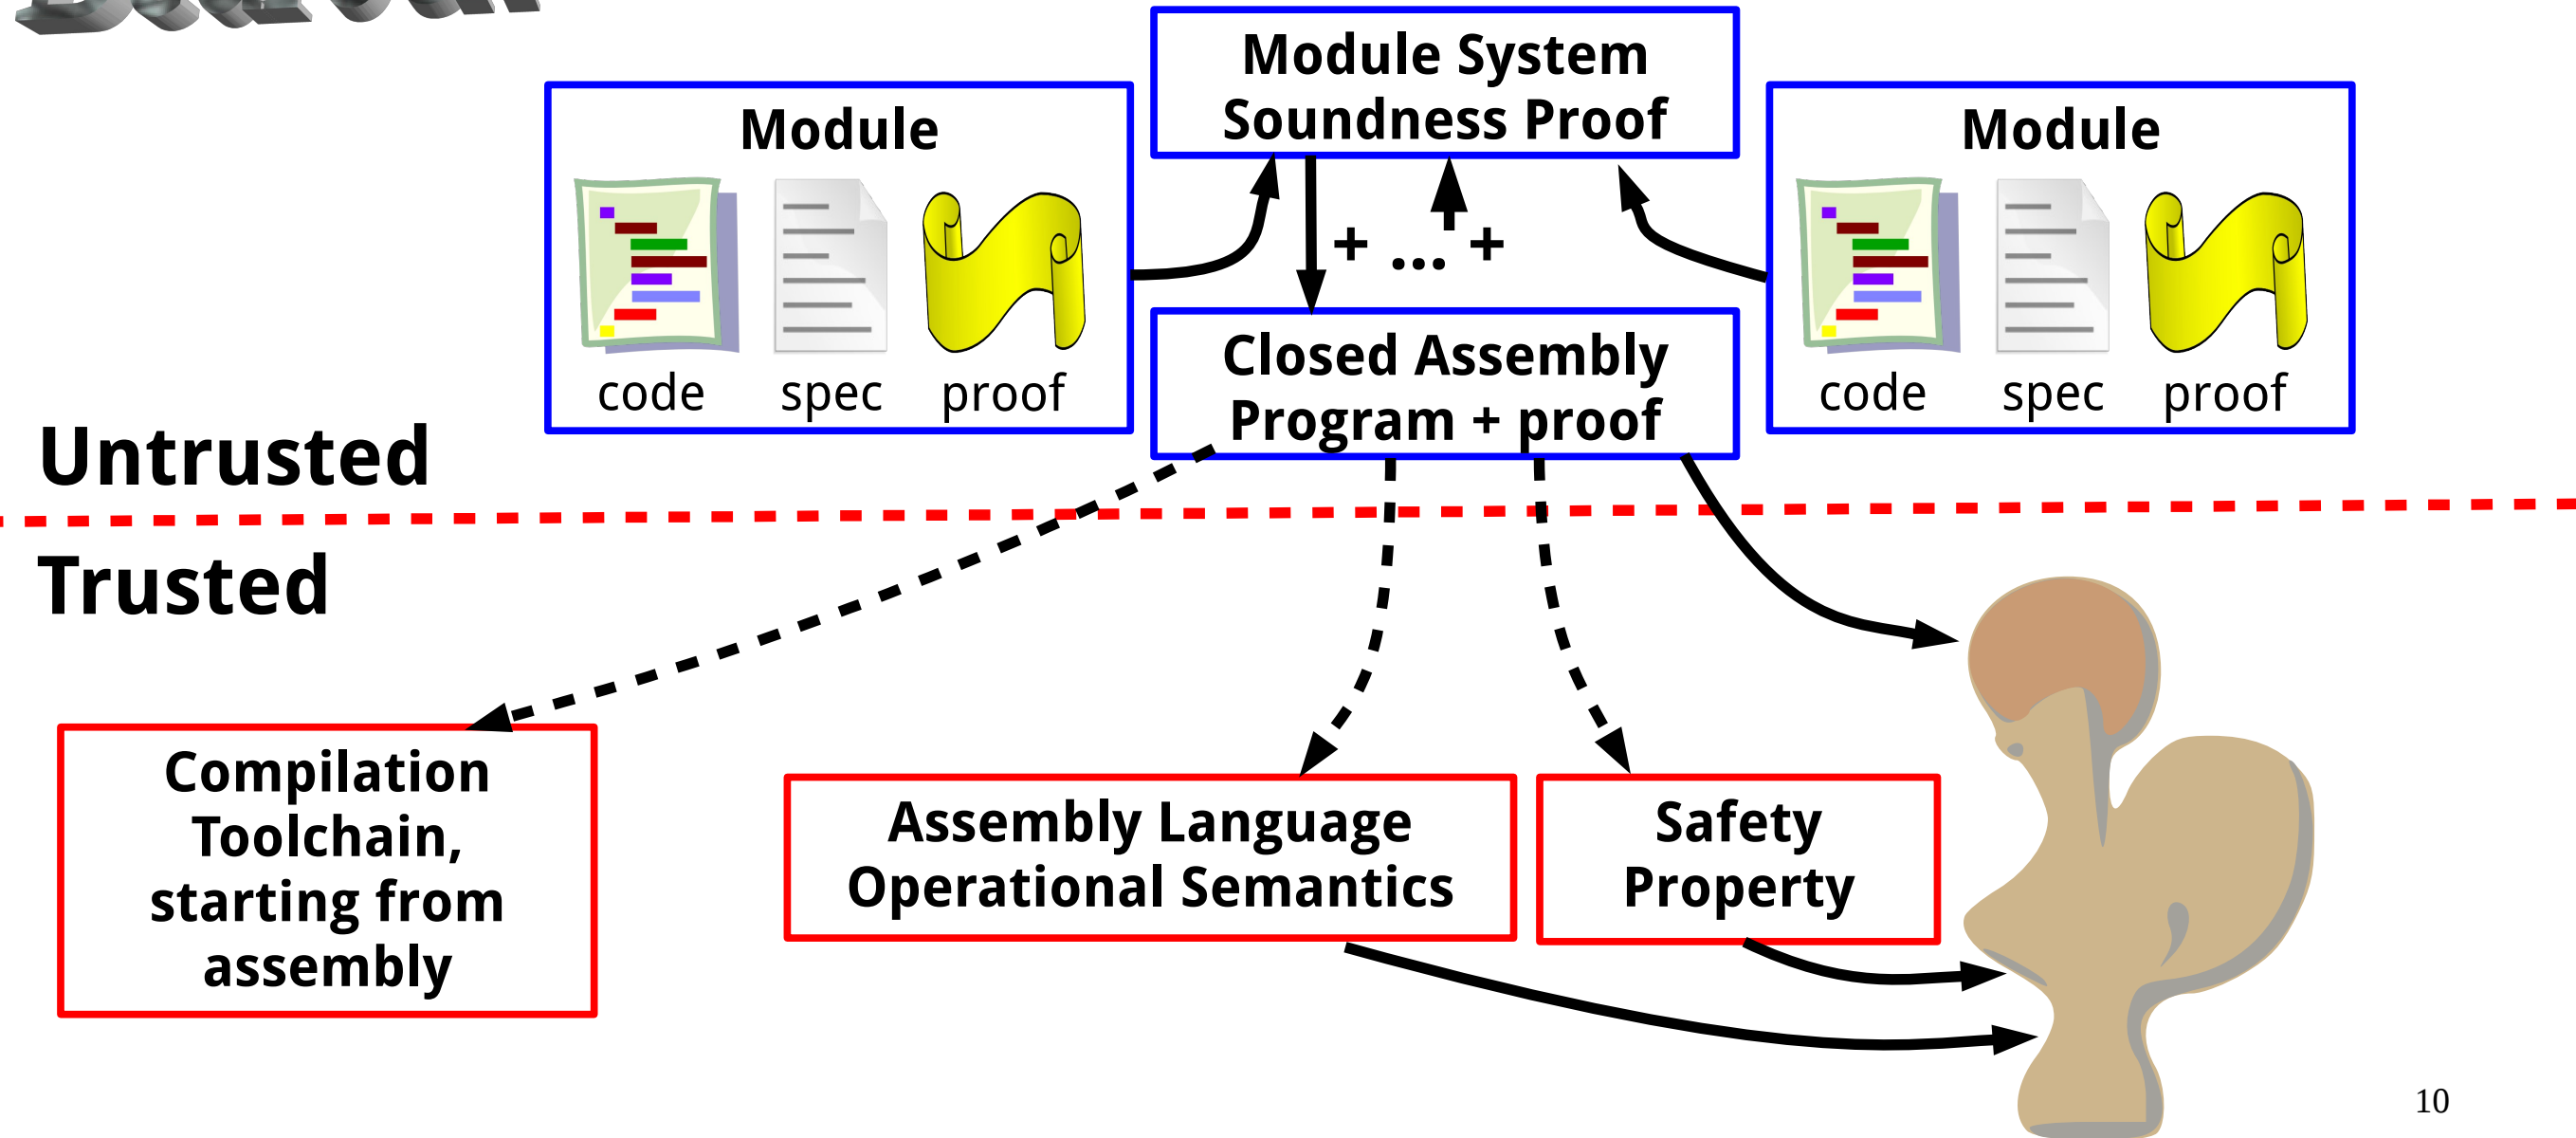 Module System
Soundness Proof
Module
code spec proof
+ ... +
Module
code spec proof
Closed Assembly
Program + proof
Untrusted
Trusted
Compilation
Toolchain,
starting from
assembly
Assembly Language
Operational Semantics
Safety
Property
10